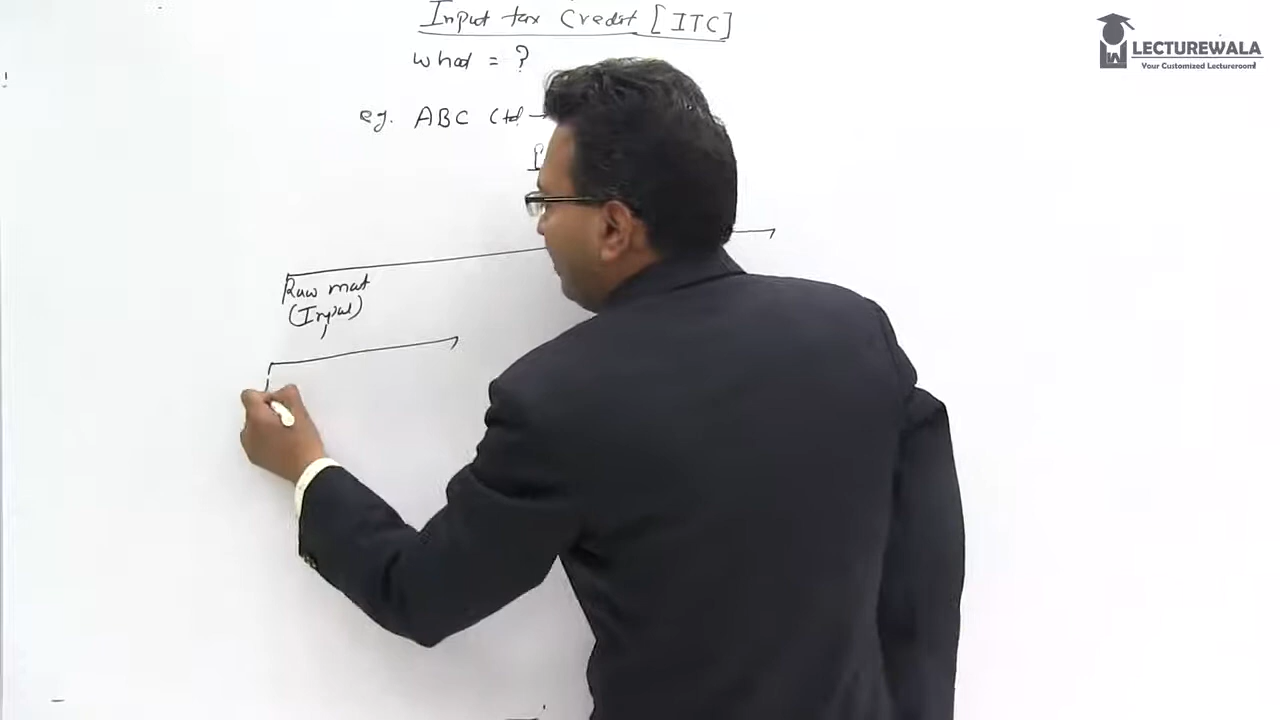 Input tax Credit [ITC]
What = ?
eg. ABC Ltd →
Raw mat
(Input)
LECTUREWALA
Your Customized Lectureroom!